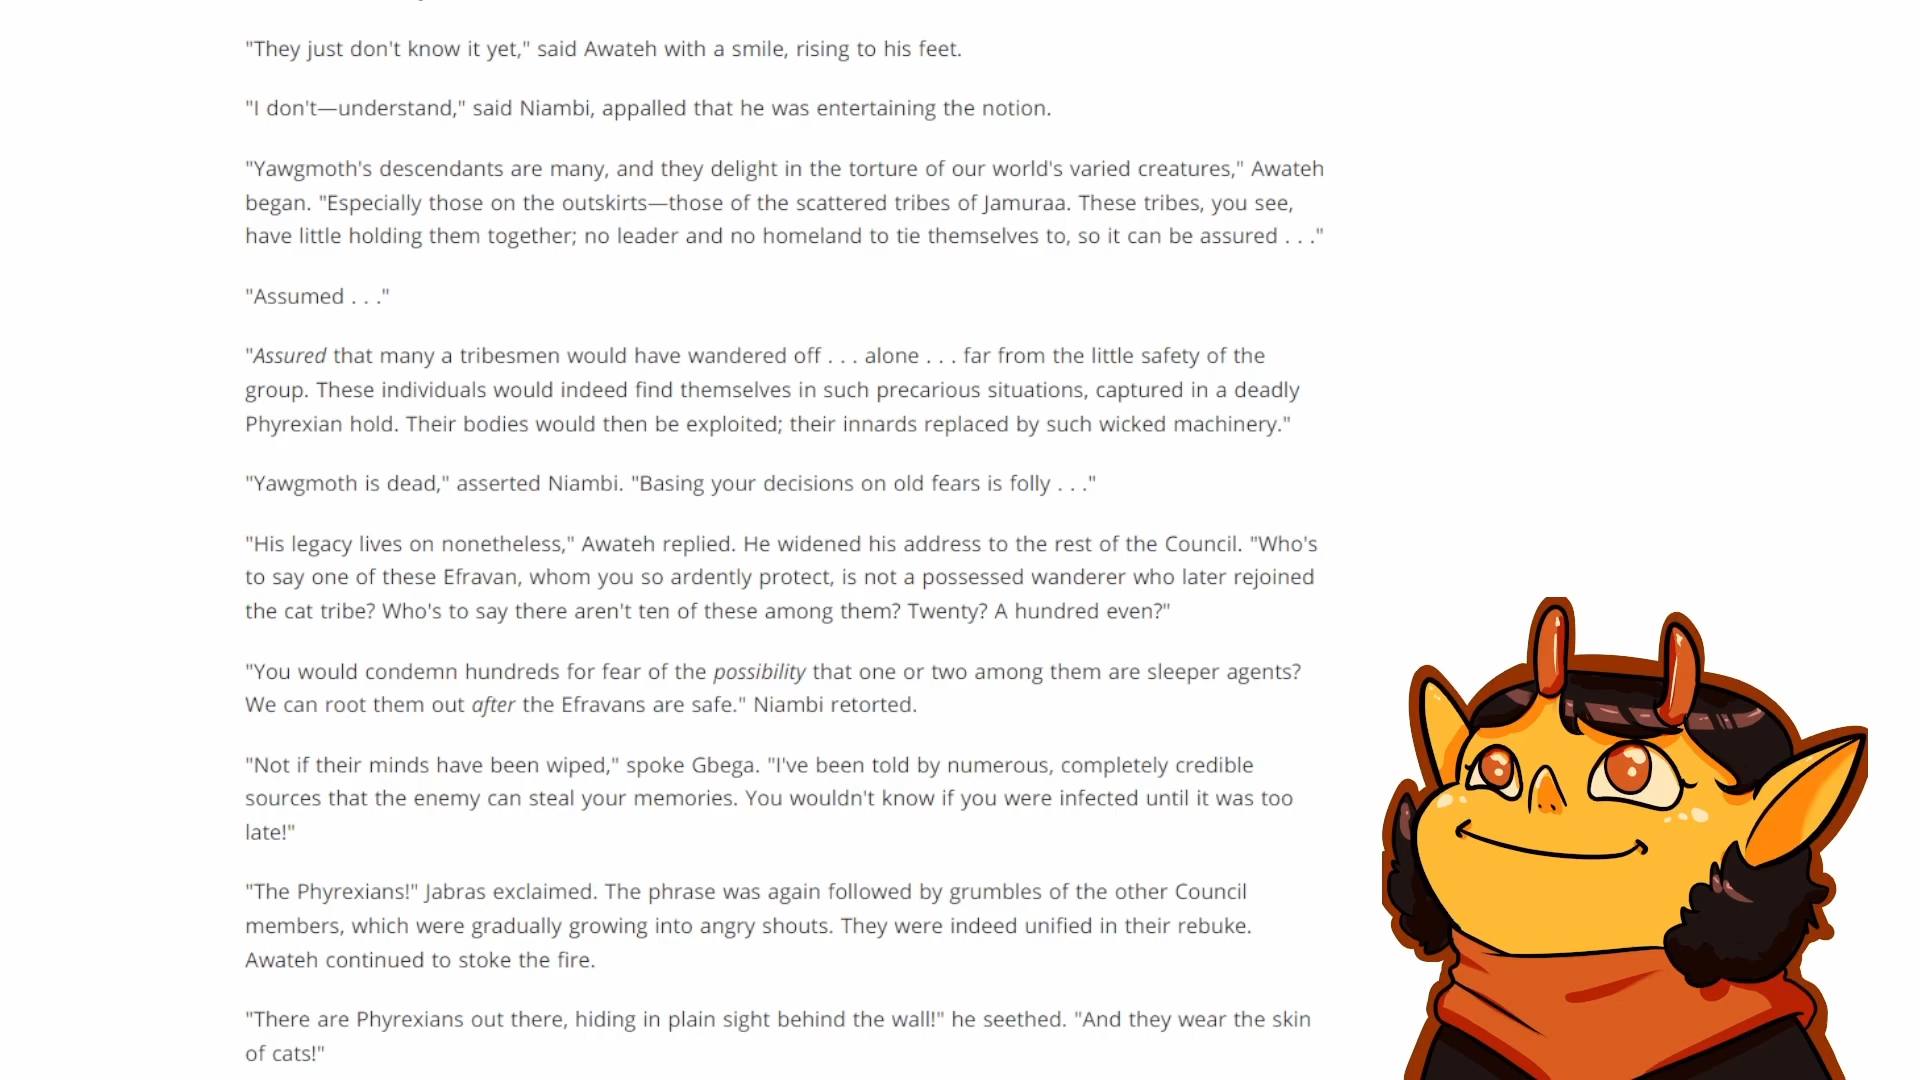 "They just don't know it yet," said Awateh with a smile, rising to his feet.
"I don't—understand," said Niambi, appalled that he was entertaining the notion.
"Yawgmoth's descendants are many, and they delight in the torture of our world's varied creatures," Awateh
began. "Especially those on the outskirts—those of the scattered tribes of Jamuraa. These tribes, you see,
have little holding them together; no leader and no homeland to tie themselves to, so it can be assured . . ."
"Assumed . . ."
"Assured that many a tribesmen would have wandered off . . . alone . . . far from the little safety of the
group. These individuals would indeed find themselves in such precarious situations, captured in a deadly
Phyrexian hold. Their bodies would then be exploited; their innards replaced by such wicked machinery."
"Yawgmoth is dead," asserted Niambi. "Basing your decisions on old fears is folly . . ."
"His legacy lives on nonetheless," Awateh replied. He widened his address to the rest of the Council. "Who's
to say one of these Efravan, whom you so ardently protect, is not a possessed wanderer who later rejoined
the cat tribe? Who's to say there aren't ten of these among them? Twenty? A hundred even?"
"You would condemn hundreds for fear of the possibility that one or two among them are sleeper agents?
We can root them out after the Efravans are safe." Niambi retorted.
"Not if their minds have been wiped," spoke Gbega. "I've been told by numerous, completely credible
sources that the enemy can steal your memories. You wouldn't know if you were infected until it was too
late!"
"The Phyrexians!" Jabras exclaimed. The phrase was again followed by grumbles of the other Council
members, which were gradually growing into angry shouts. They were indeed unified in their rebuke.
Awateh continued to stoke the fire.
"There are Phyrexians out there, hiding in plain sight behind the wall!" he seethed. "And they wear the skin
of cats!"